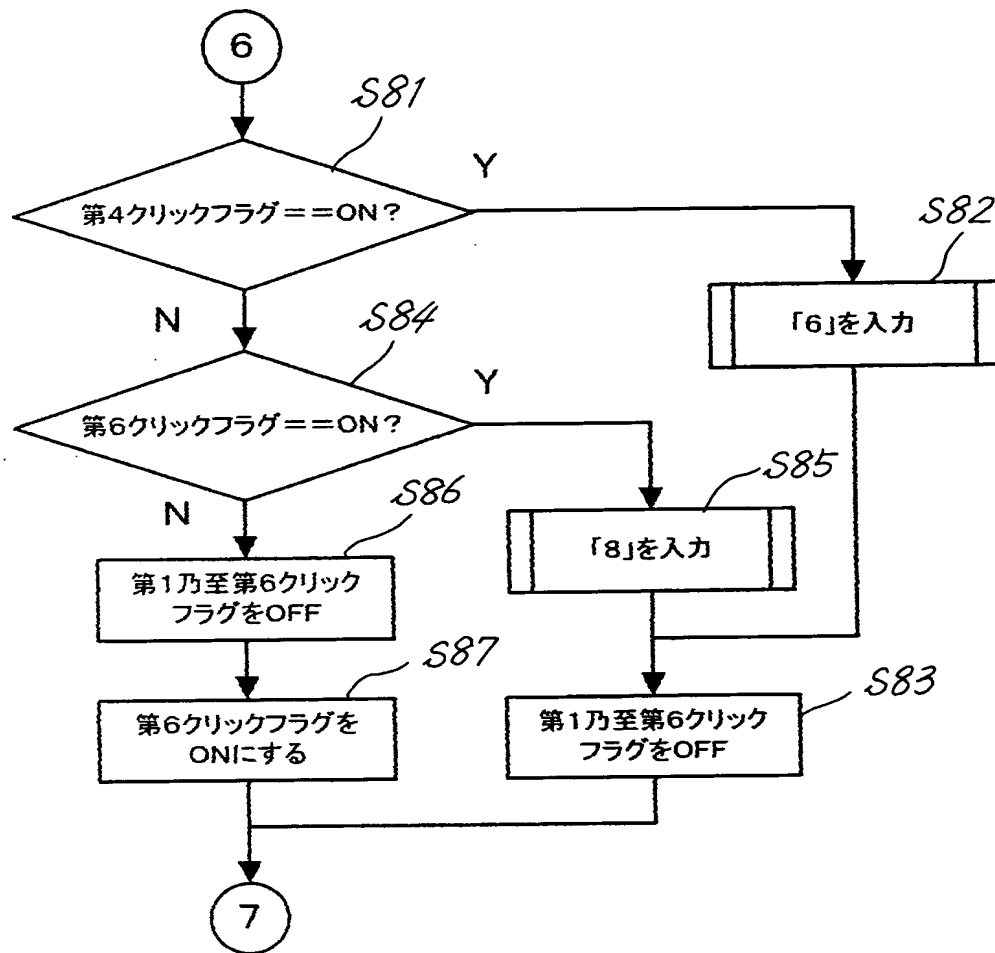 6
S81
第4クリックフラグ==ON?
Y
S82
「6」を入力
N
S84
第6クリックフラグ==ON?
Y
S85
「8」を入力
N
S86
第1乃至第6クリック
フラグをOFF
S87
第6クリックフラグを
ONにする
S83
第1乃至第6クリック
フラグをOFF
7